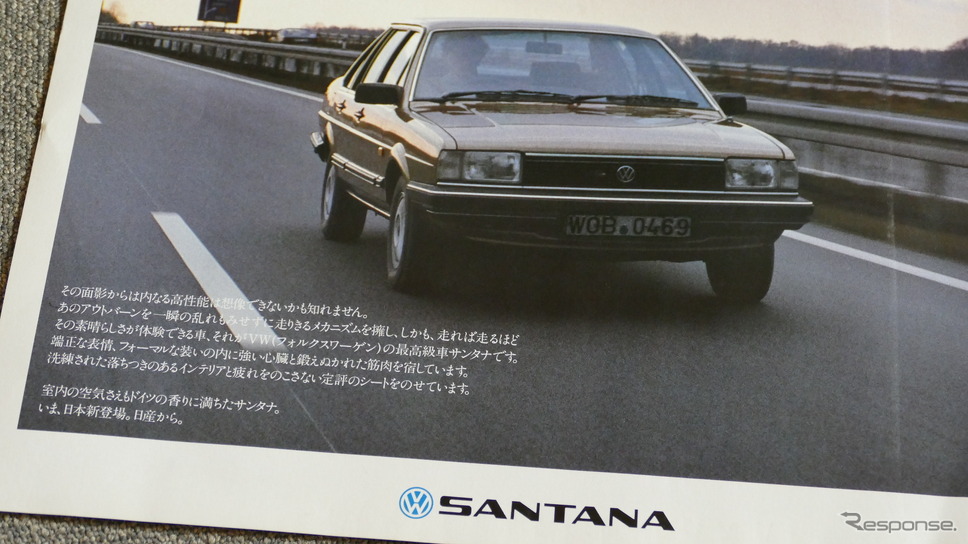 WOB 0469
その面影からは内なる高性能は想像できないかも知れません。
あのアウトバーンを一瞬の乱れもみせずに走りきるメカニズムを擁し、しかも、走れば走るほど
その素晴らしさが体験できる車、それがVW(フォルクスワーゲン)の最高級車サンタナです。
端正な表情、フォーマルな装いの内に強い心臓と鍛えぬかれた筋肉を宿しています。
洗練された落ちつきのあるインテリアと疲れをのこさない定評のシートをのせています。
室内の空気さえもドイツの香りに満ちたサンタナ。
いま、日本新登場。日産から。
SANTANA
Response.